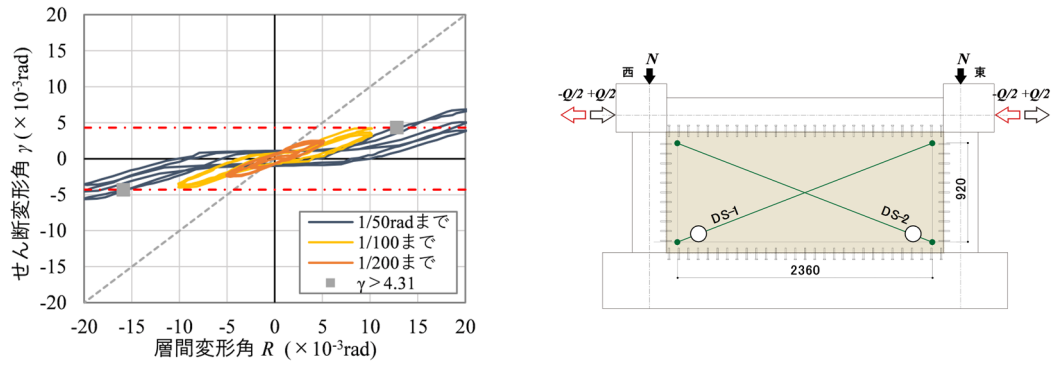 せん断変形角 γ (×10⁻³rad)
20
15
10
5
0
-5
-10
-15
-20
1/50radまで
1/100まで
1/200まで
γ＞4.31
-20 -15 -10 -5 0 5 10 15 20
層間変形角 R (×10⁻³rad)
西 N
N 東
-Q/2 +Q/2
-Q/2 +Q/2
920
DS-1
DS-2
2360